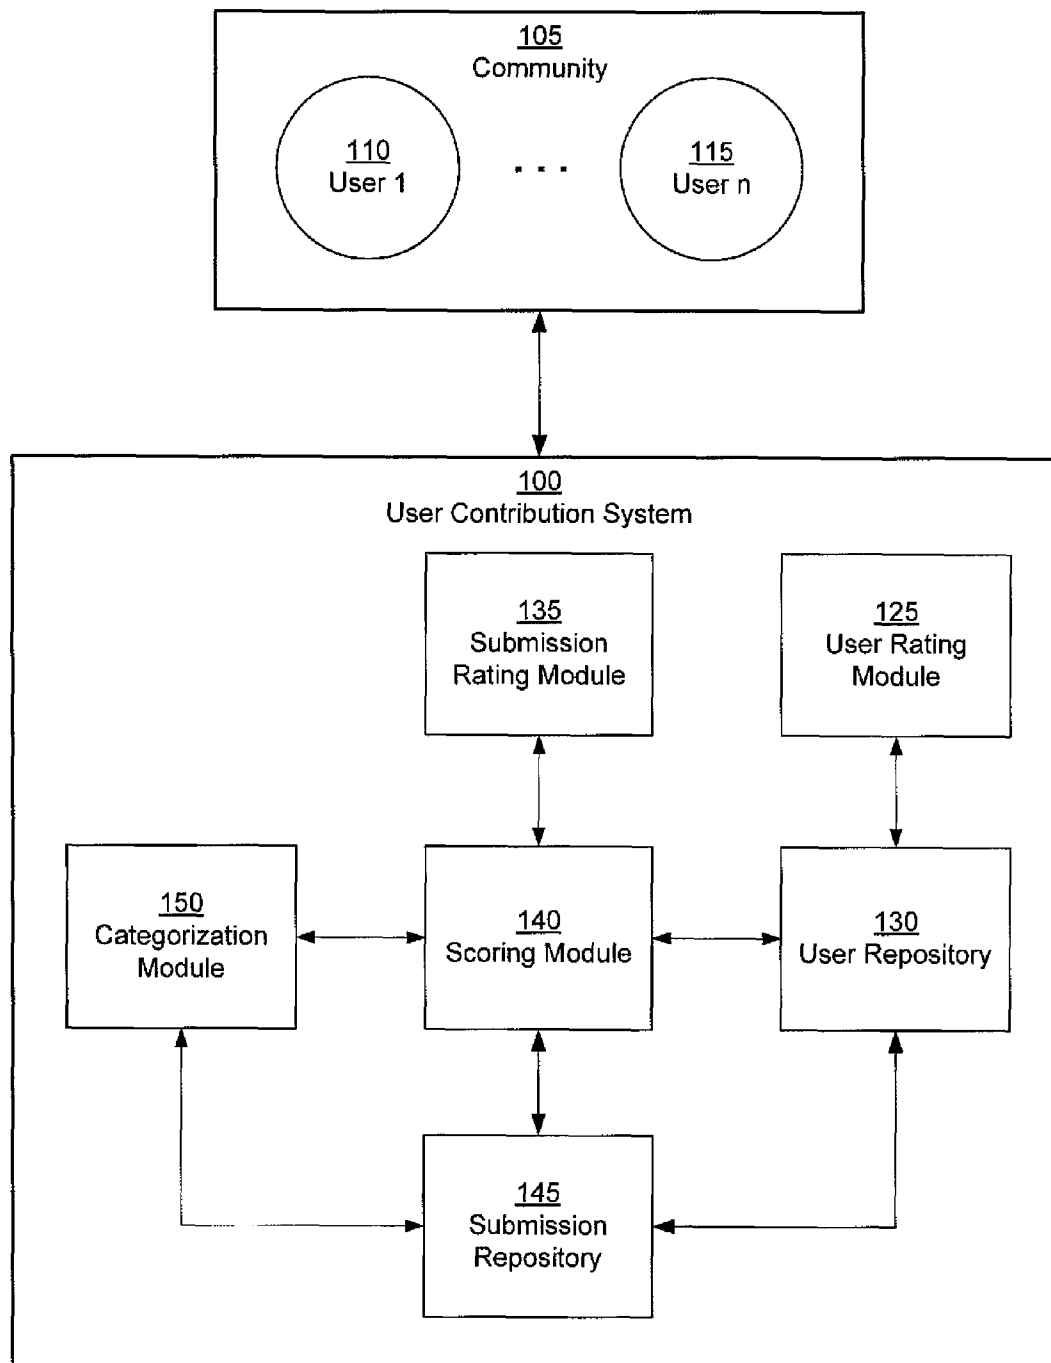 105
Community
110
User 1
. . .
115
User n
100
User Contribution System
135
Submission
Rating Module
125
User Rating
Module
150
Categorization
Module
140
Scoring Module
130
User Repository
145
Submission
Repository